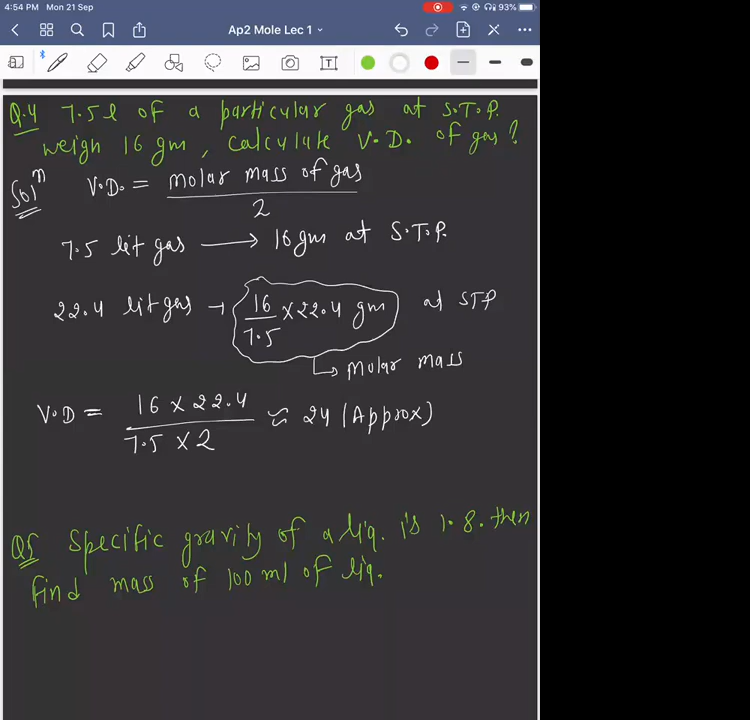 4:54 PM Mon 21 Sep
93%
Ap2 Mole Lec 1
Q.4 7.5 l of a particular gas at S.T.P.
weigh 16 gm, calculate V.D. of gas?
Solⁿ V.D. = molar mass of gas
2
7.5 lit gas → 16 gm at S.T.P.
22.4 lit gas → 16/7.5 × 22.4 gm at STP
Molar mass
V.D = 16 × 22.4 / 7.5 × 2 ≈ 24 (Approx)
Q5 Specific gravity of a liq. is 1.8. then
find mass of 100 ml of liq.